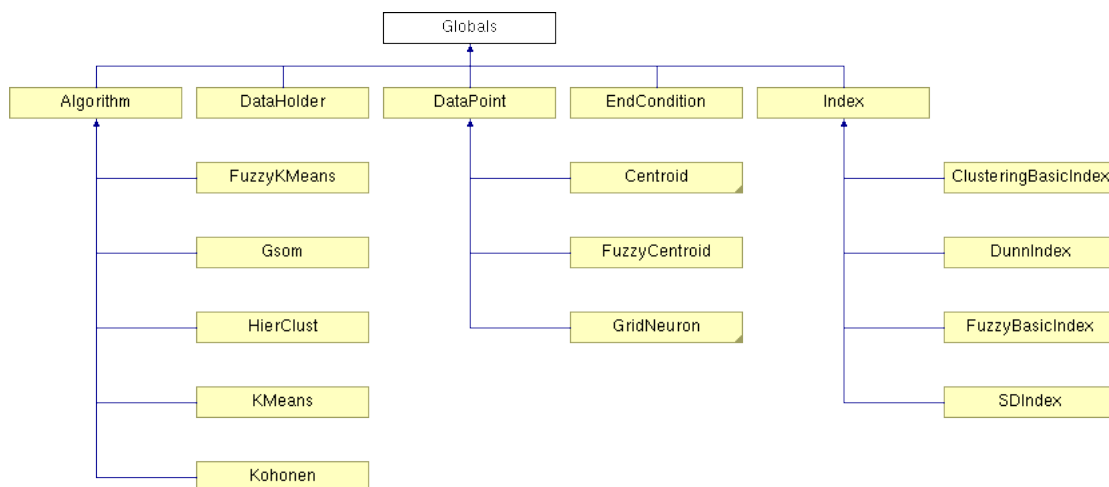 Globals
Algorithm
DataHolder
DataPoint
EndCondition
Index
FuzzyKMeans
Centroid
ClusteringBasicIndex
Gsom
FuzzyCentroid
DunnIndex
HierClust
GridNeuron
FuzzyBasicIndex
KMeans
SDIndex
Kohonen